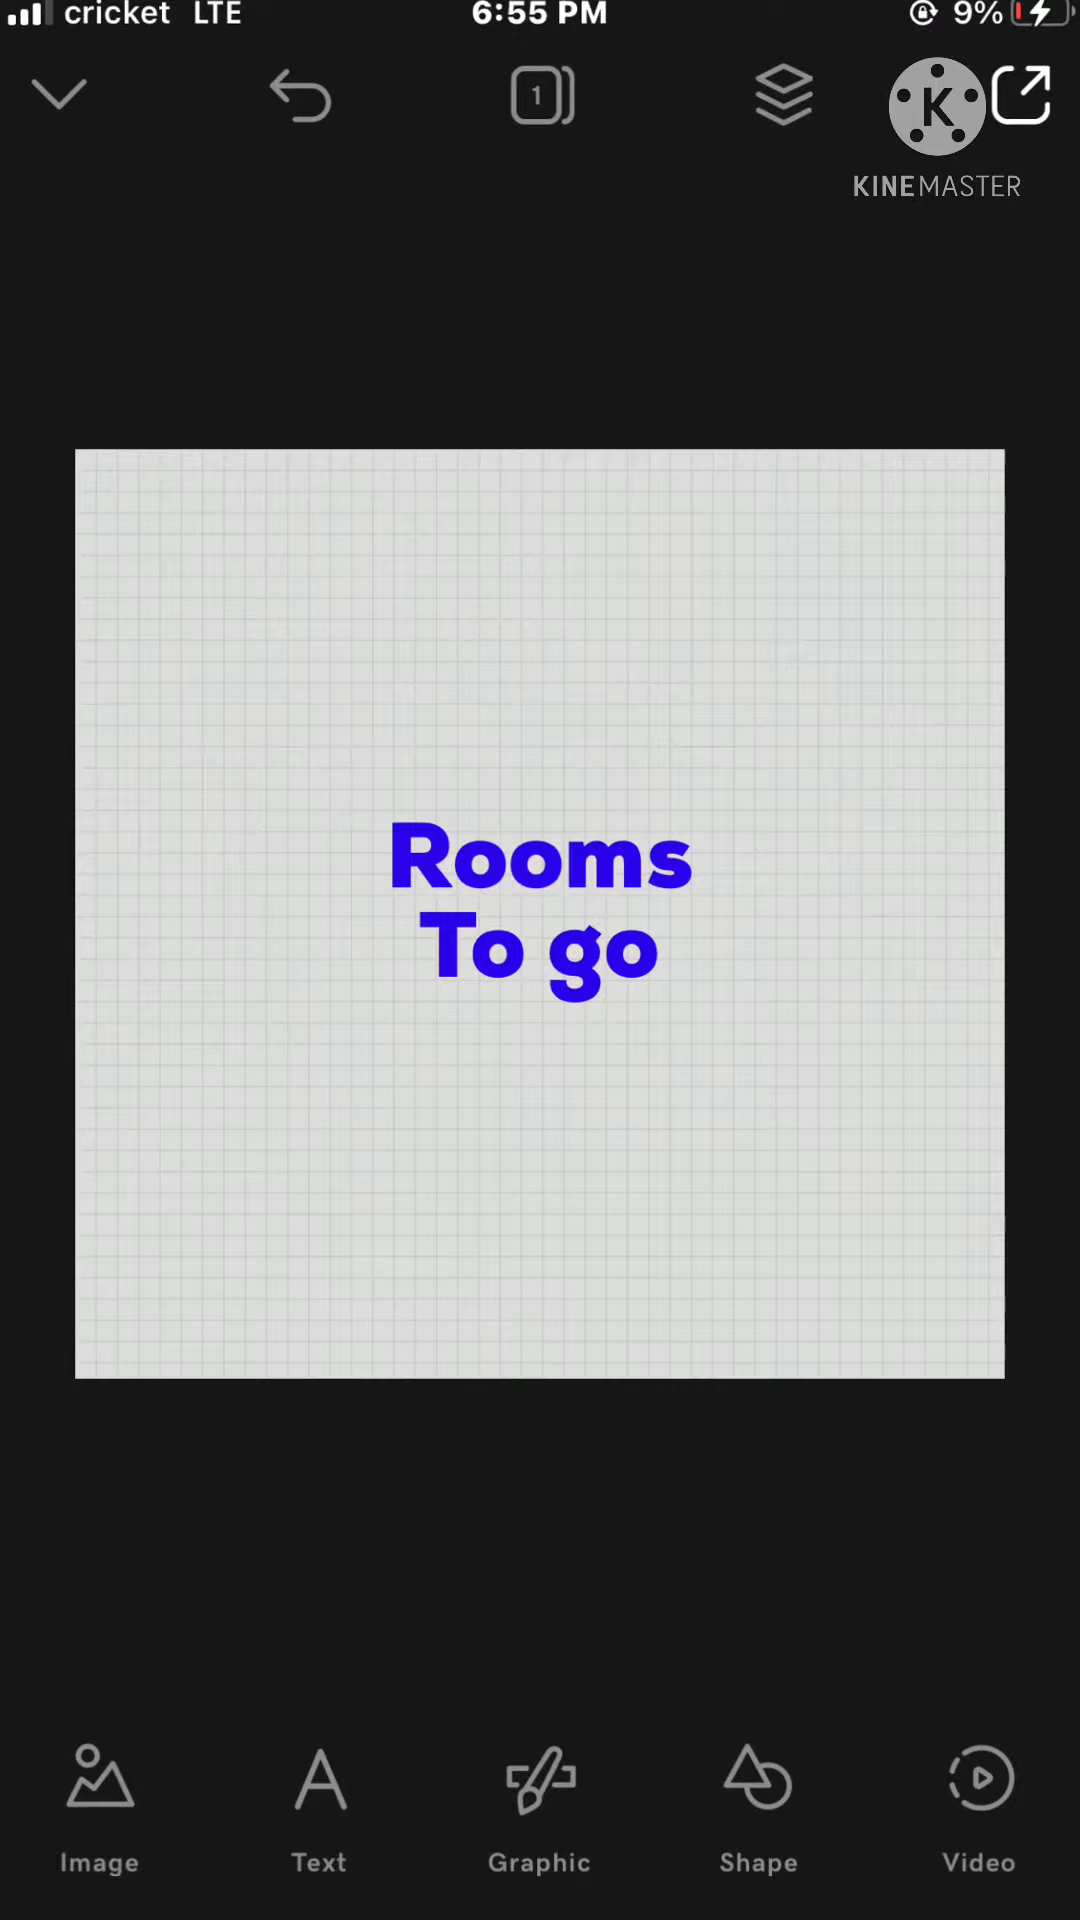 cricket LTE 6:55 PM 9%
1
K
KINEMASTER
Rooms
To go
Image Text Graphic Shape Video